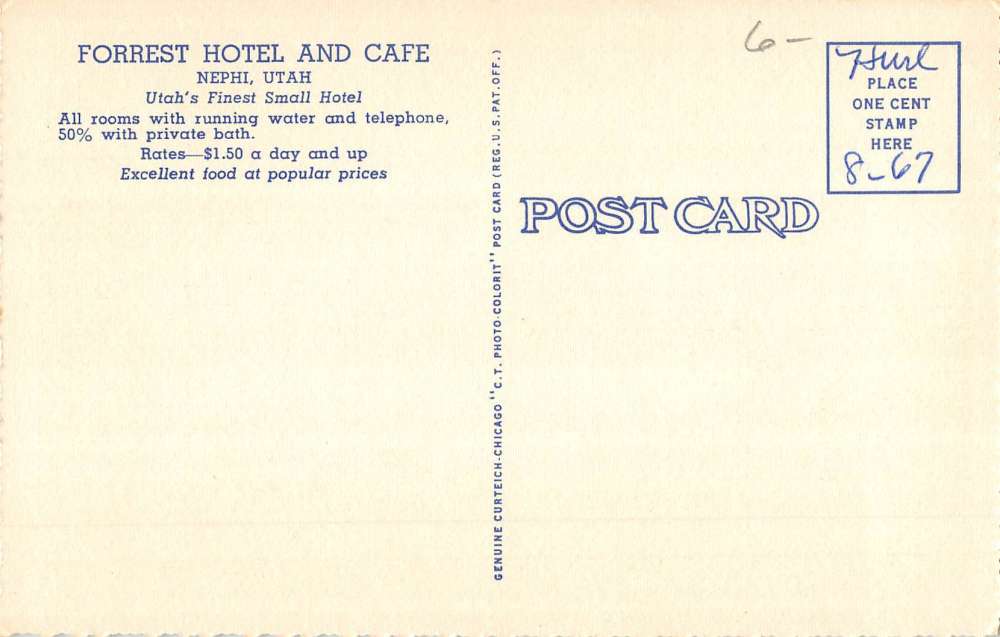 FORREST HOTEL AND CAFE
NEPHI, UTAH
Utah's Finest Small Hotel
All rooms with running water and telephone,
50% with private bath.
Rates—$1.50 a day and up
Excellent food at popular prices
GENUINE CURTEICH-CHICAGO "C.T. PHOTO-COLORIT" POST CARD (REG. U.S. PAT. OFF.)
POST CARD
6-
PLACE
ONE CENT
STAMP
HERE
8-67